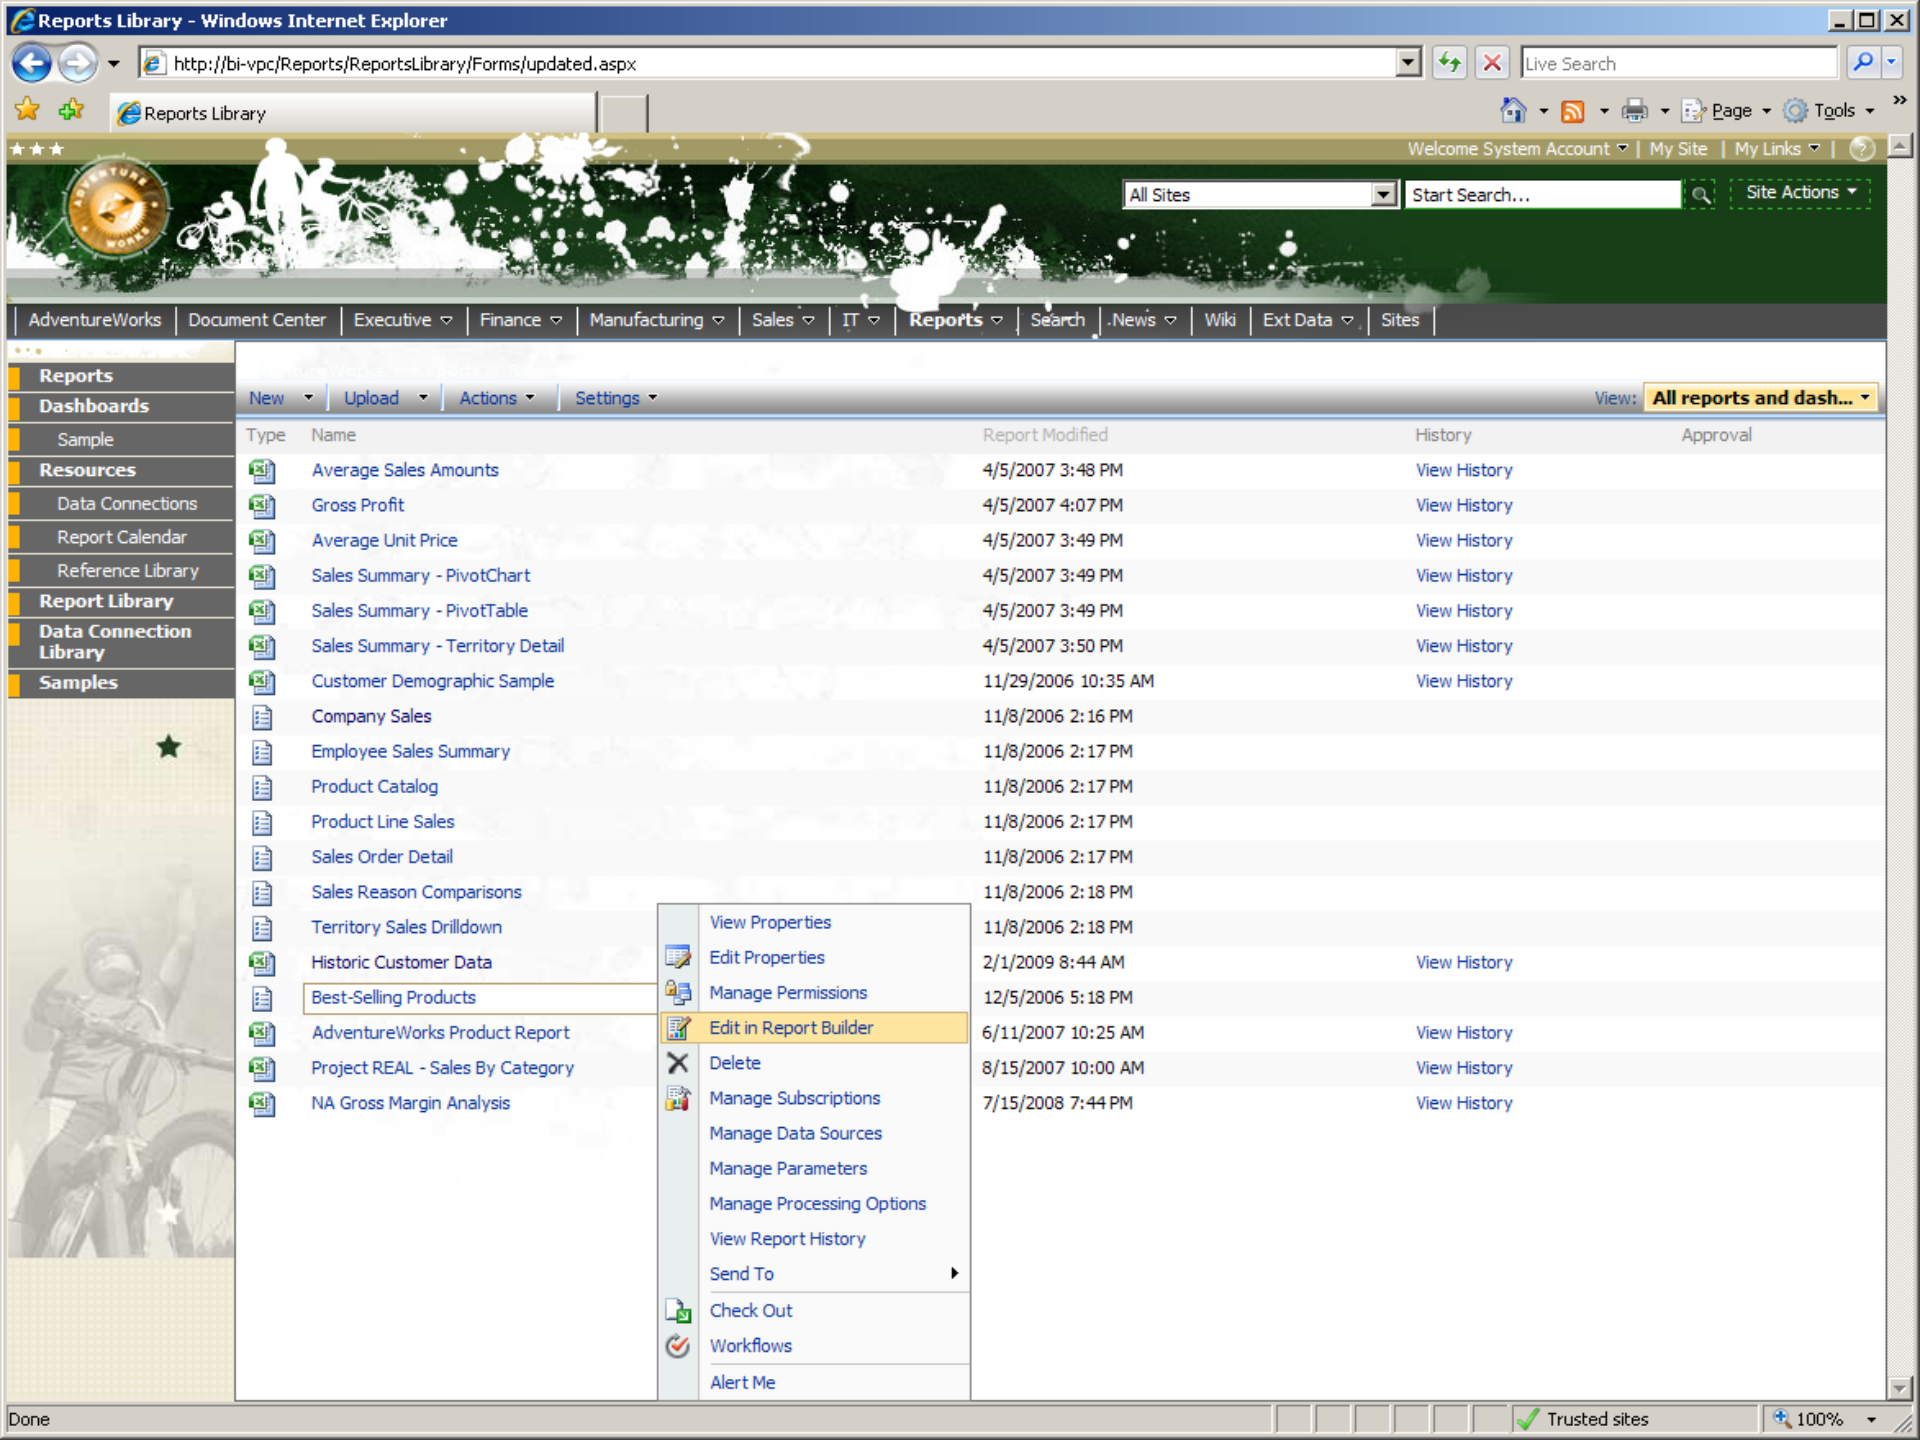 Reports Library - Windows Internet Explorer
http://bi-vpc/Reports/ReportsLibrary/Forms/updated.aspx
Live Search
Reports Library
Page
Tools
Welcome System Account | My Site | My Links |
ADVENTURE WORKS
All Sites
Start Search...
Site Actions
AdventureWorks | Document Center | Executive | Finance | Manufacturing | Sales | IT | Reports | Search | News | Wiki | Ext Data | Sites
Reports
Dashboards
Sample
Resources
Data Connections
Report Calendar
Reference Library
Report Library
Data Connection
Library
Samples
New Upload Actions Settings View: All reports and dash...
Type Name Report Modified History Approval
Average Sales Amounts 4/5/2007 3:48 PM View History
Gross Profit 4/5/2007 4:07 PM View History
Average Unit Price 4/5/2007 3:49 PM View History
Sales Summary - PivotChart 4/5/2007 3:49 PM View History
Sales Summary - PivotTable 4/5/2007 3:49 PM View History
Sales Summary - Territory Detail 4/5/2007 3:50 PM View History
Customer Demographic Sample 11/29/2006 10:35 AM View History
Company Sales 11/8/2006 2:16 PM
Employee Sales Summary 11/8/2006 2:17 PM
Product Catalog 11/8/2006 2:17 PM
Product Line Sales 11/8/2006 2:17 PM
Sales Order Detail 11/8/2006 2:17 PM
Sales Reason Comparisons 11/8/2006 2:18 PM
Territory Sales Drilldown 11/8/2006 2:18 PM
Historic Customer Data 2/1/2009 8:44 AM View History
Best-Selling Products 12/5/2006 5:18 PM
AdventureWorks Product Report 6/11/2007 10:25 AM View History
Project REAL - Sales By Category 8/15/2007 10:00 AM View History
NA Gross Margin Analysis 7/15/2008 7:44 PM View History
View Properties
Edit Properties
Manage Permissions
Edit in Report Builder
Delete
Manage Subscriptions
Manage Data Sources
Manage Parameters
Manage Processing Options
View Report History
Send To
Check Out
Workflows
Alert Me
Done
Trusted sites
100%